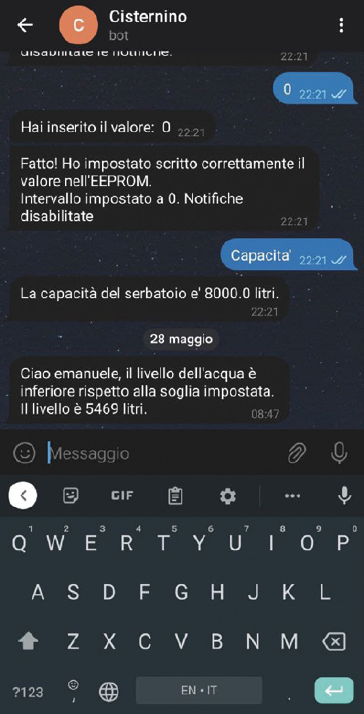 Cisternino
bot
disabilitate le notifiche.
22:21
0 22:21
Hai inserito il valore: 0 22:21
Fatto! Ho impostato scritto correttamente il
valore nell'EEPROM.
Intervallo impostato a 0. Notifiche
disabilitate
22:21
Capacita' 22:21
La capacità del serbatoio e' 8000.0 litri.
22:21
28 maggio
Ciao emanuele, il livello dell'acqua è
inferiore rispetto alla soglia impostata.
Il livello è 5469 litri.
08:47
Messaggio
GIF
1 2 3 4 5 6 7 8 9 0
Q W E R T Y U I O P
A S D F G H J K L
Z X C V B N M
?123 , EN • IT .